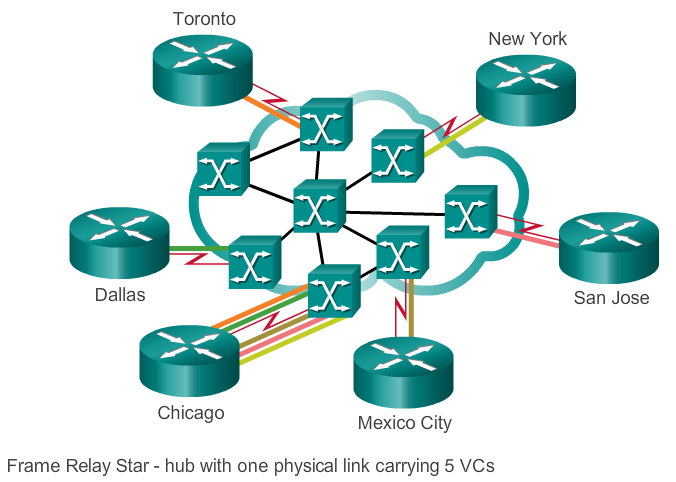 Toronto
New York
Dallas
San Jose
Chicago
Mexico City
Frame Relay Star - hub with one physical link carrying 5 VCs